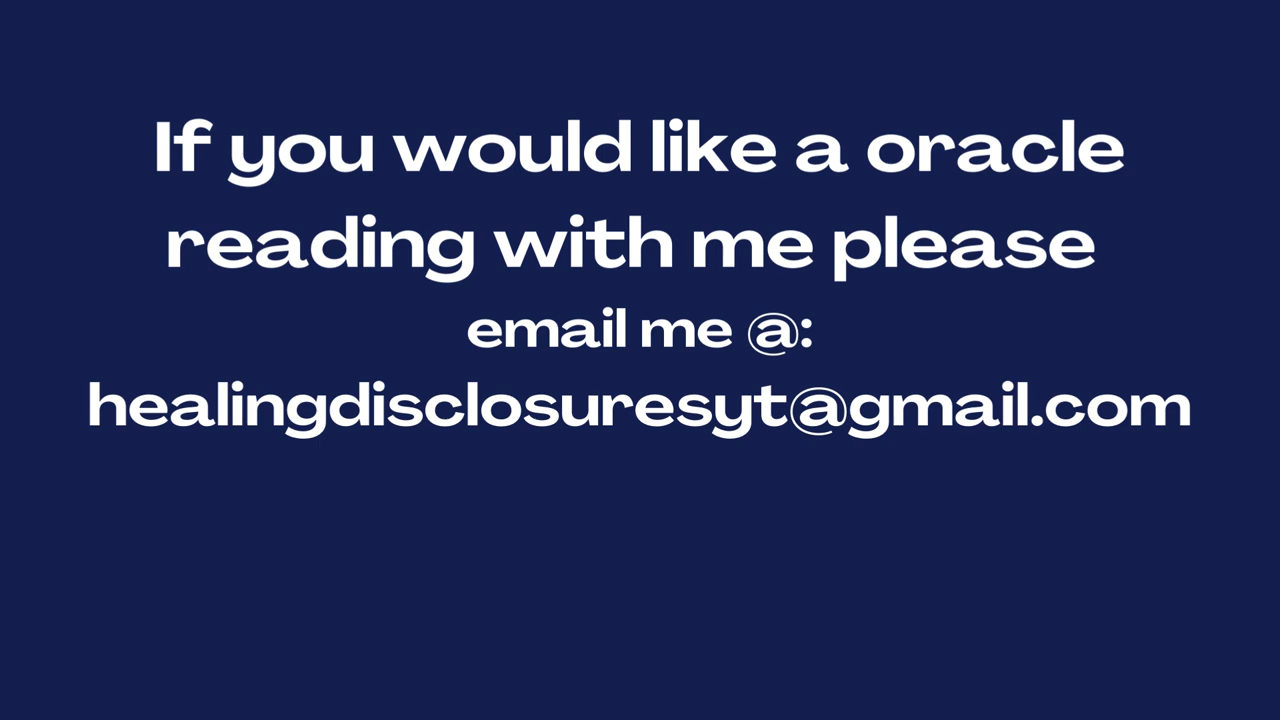 If you would like a oracle
reading with me please
email me @:
healingdisclosuresyt@gmail.com